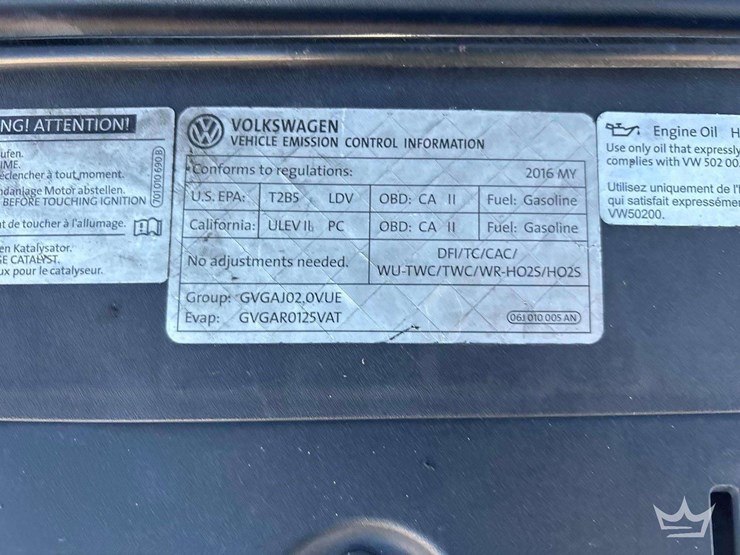 NG! ATTENTION!
ufen.
IME.
éclencher à tout moment.
ndanlage Motor abstellen.
BEFORE TOUCHING IGNITION
nt de toucher à l'allumage.
en Katalysator.
GE CATALYST.
ux pour le catalyseur.
701 010 690 B
VOLKSWAGEN
VEHICLE EMISSION CONTROL INFORMATION
Conforms to regulations: 2016 MY
U.S. EPA: T2B5 LDV OBD: CA II Fuel: Gasoline
California: ULEV II PC OBD: CA II Fuel: Gasoline
No adjustments needed. DFI/TC/CAC/
WU-TWC/TWC/WR-HO2S/HO2S
Group: GVGAJ02.0VUE
Evap: GVGAR0125VAT
06J 010 005 AN
Engine Oil H
Use only oil that expressly
complies with VW 502 00.
Utilisez uniquement de l'
qui satisfait expressémen
VW50200.